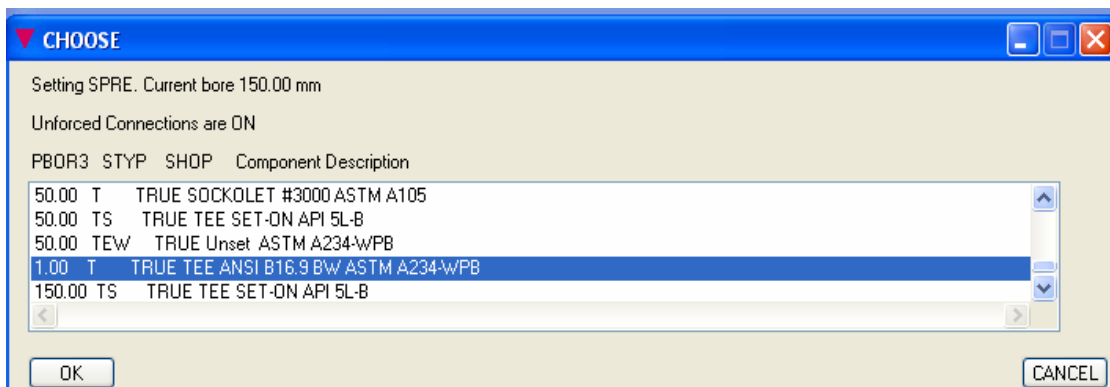 CHOOSE
Setting SPRE. Current bore 150.00 mm
Unforced Connections are ON
PBOR3 STYP SHOP Component Description
50.00 T TRUE SOCKOLET #3000 ASTM A105
50.00 TS TRUE TEE SET-ON API 5L-B
50.00 TEW TRUE Unset ASTM A234-WPB
1.00 T TRUE TEE ANSI B16.9 BW ASTM A234-WPB
150.00 TS TRUE TEE SET-ON API 5L-B
OK CANCEL